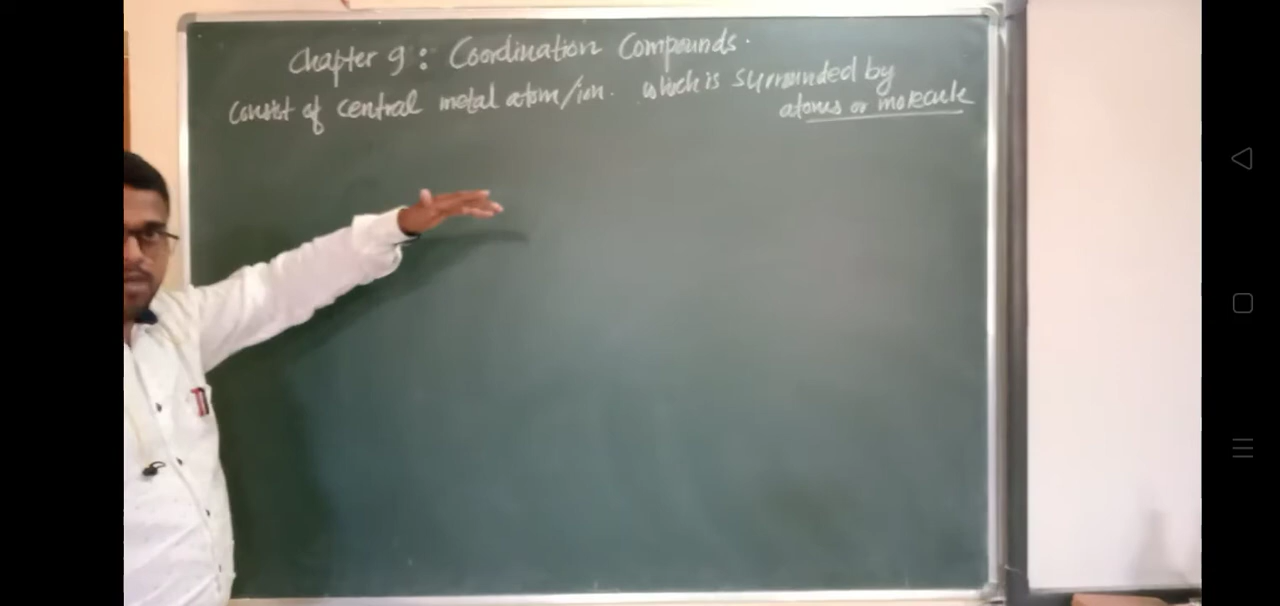 Chapter 9: Coordination Compounds.
consist of central metal atom/ion. which is surrounded by
atoms or molecule